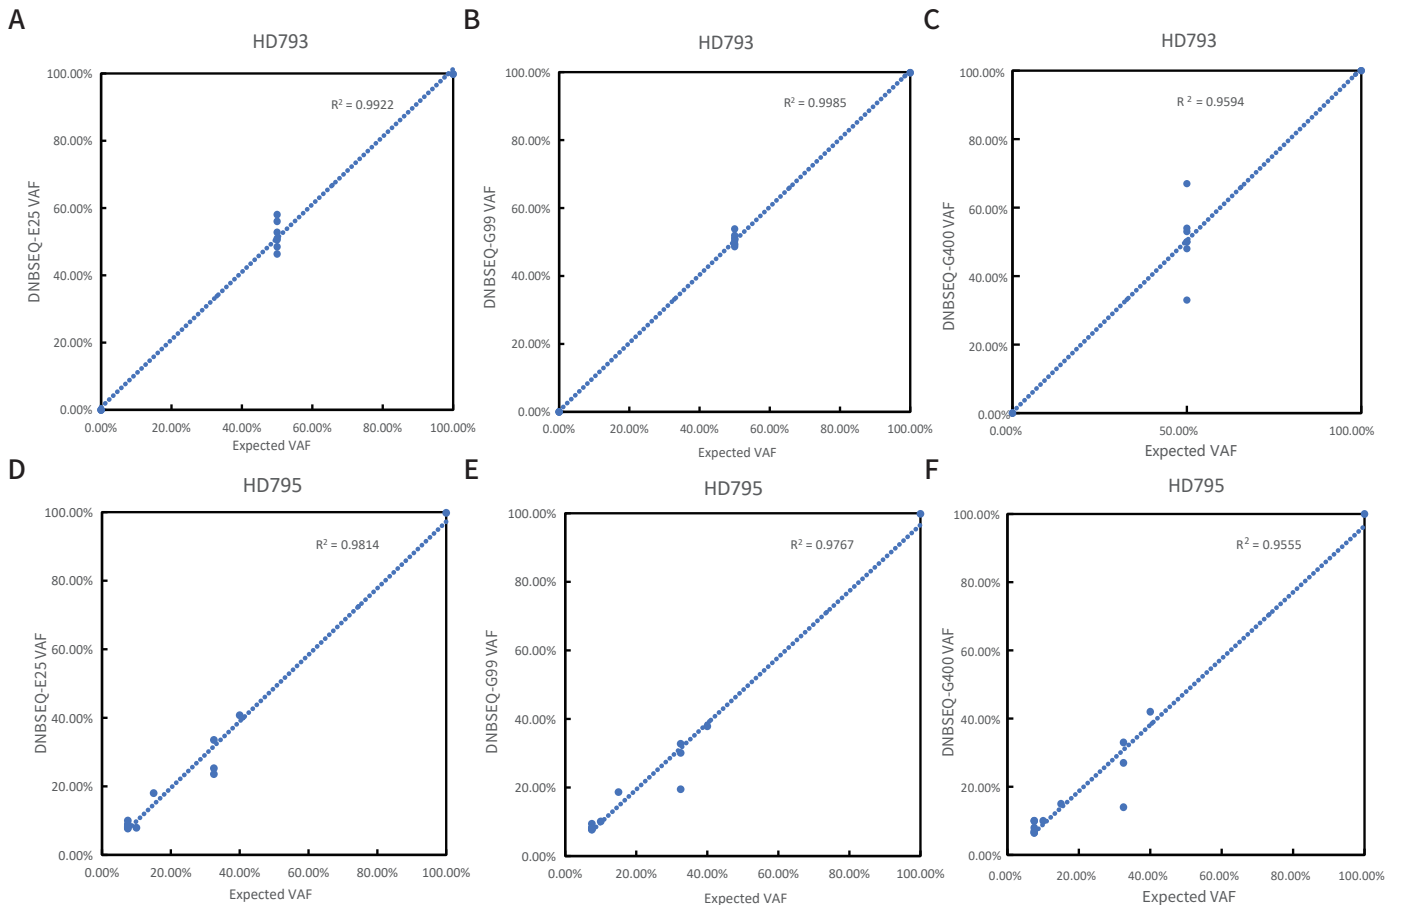 A
HD793
100.00%
80.00%
60.00%
40.00%
20.00%
0.00%
DNBSEQ-E25 VAF
R² = 0.9922
0.00% 20.00% 40.00% 60.00% 80.00% 100.00%
Expected VAF
B
HD793
100.00%
80.00%
60.00%
40.00%
20.00%
0.00%
DNBSEQ-G99 VAF
R² = 0.9985
0.00% 20.00% 40.00% 60.00% 80.00% 100.00%
Expected VAF
C
HD793
100.00%
80.00%
60.00%
40.00%
20.00%
0.00%
DNBSEQ-G400 VAF
R ² = 0.9594
0.00% 50.00% 100.00%
Expected VAF
D
HD795
100.00%
80.00%
60.00%
40.00%
20.00%
0.00%
DNBSEQ-E25 VAF
R² = 0.9814
0.00% 20.00% 40.00% 60.00% 80.00% 100.00%
Expected VAF
E
HD795
100.00%
80.00%
60.00%
40.00%
20.00%
0.00%
DNBSEQ-G99 VAF
R² = 0.9767
0.00% 20.00% 40.00% 60.00% 80.00% 100.00%
Expected VAF
F
HD795
100.00%
80.00%
60.00%
40.00%
20.00%
0.00%
DNBSEQ-G400 VAF
R² = 0.9555
0.00% 20.00% 40.00% 60.00% 80.00% 100.00%
Expected VAF